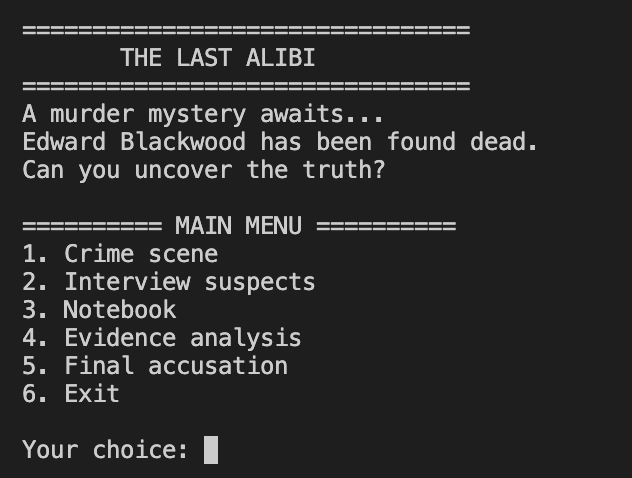 ================================
THE LAST ALIBI
================================
A murder mystery awaits...
Edward Blackwood has been found dead.
Can you uncover the truth?
========== MAIN MENU ==========
1. Crime scene
2. Interview suspects
3. Notebook
4. Evidence analysis
5. Final accusation
6. Exit
Your choice: